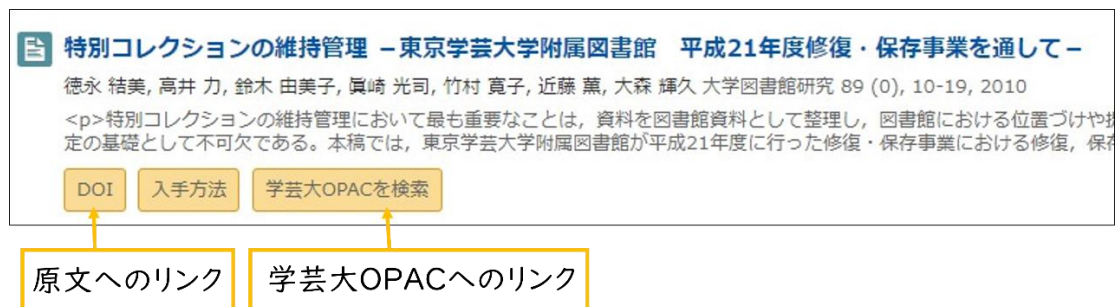 特別コレクションの維持管理 －東京学芸大学附属図書館 平成21年度修復・保存事業を通して－
徳永 結美, 高井 力, 鈴木 由美子, 眞崎 光司, 竹村 寛子, 近藤 薫, 大森 輝久 大学図書館研究 89 (0), 10-19, 2010
<p>特別コレクションの維持管理において最も重要なことは，資料を図書館資料として整理し，図書館における位置づけや
定の基礎として不可欠である。本稿では，東京学芸大学附属図書館が平成21年度に行った修復・保存事業における修復，保
DOI
入手方法
学芸大OPACを検索
原文へのリンク
学芸大OPACへのリンク